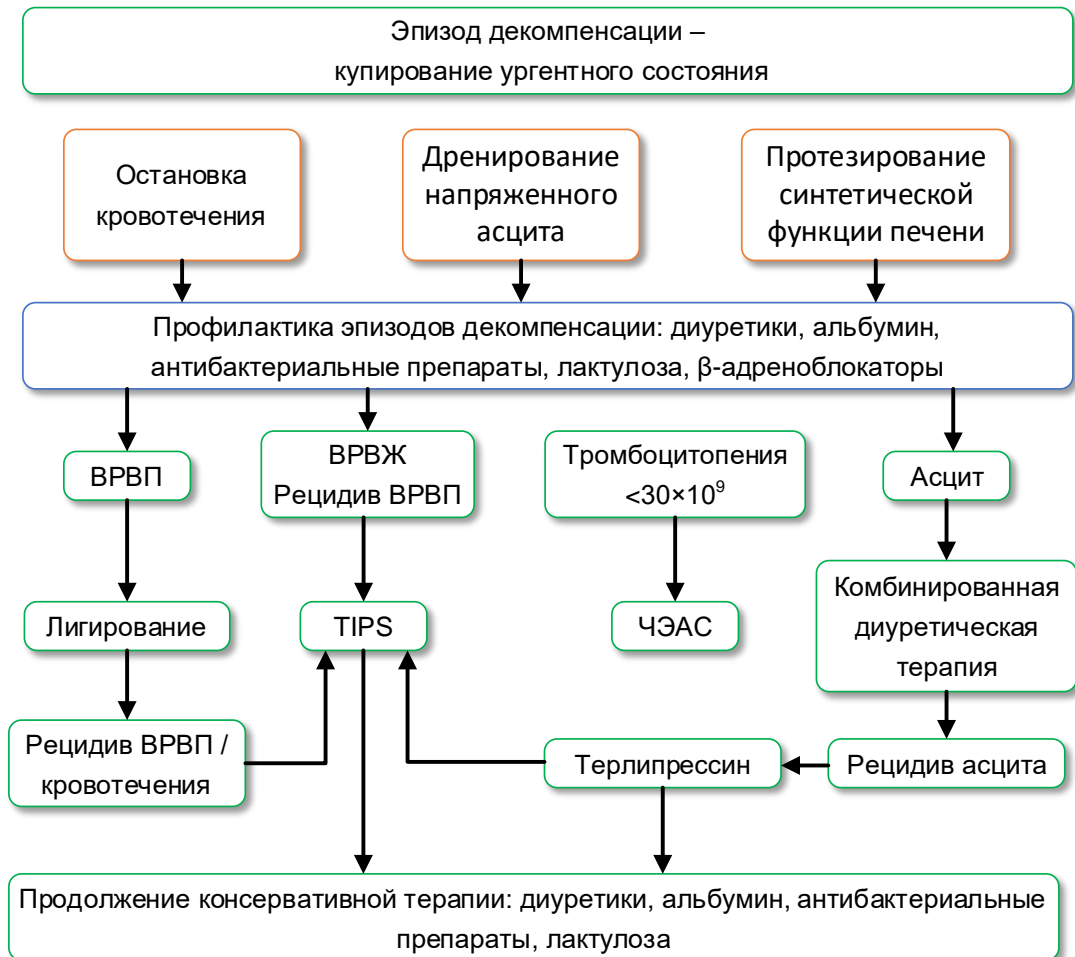 Эпизод декомпенсации –
купирование ургентного состояния
Остановка
кровотечения
Дренирование
напряженного
асцита
Протезирование
синтетической
функции печени
Профилактика эпизодов декомпенсации: диуретики, альбумин,
антибактериальные препараты, лактулоза, β-адреноблокаторы
ВРВП
ВРВЖ
Рецидив ВРВП
Тромбоцитопения
<30×10⁹
Асцит
Лигирование
TIPS
ЧЭАС
Комбинированная
диуретическая
терапия
Рецидив ВРВП /
кровотечения
Терлипрессин
Рецидив асцита
Продолжение консервативной терапии: диуретики, альбумин, антибактериальные
препараты, лактулоза